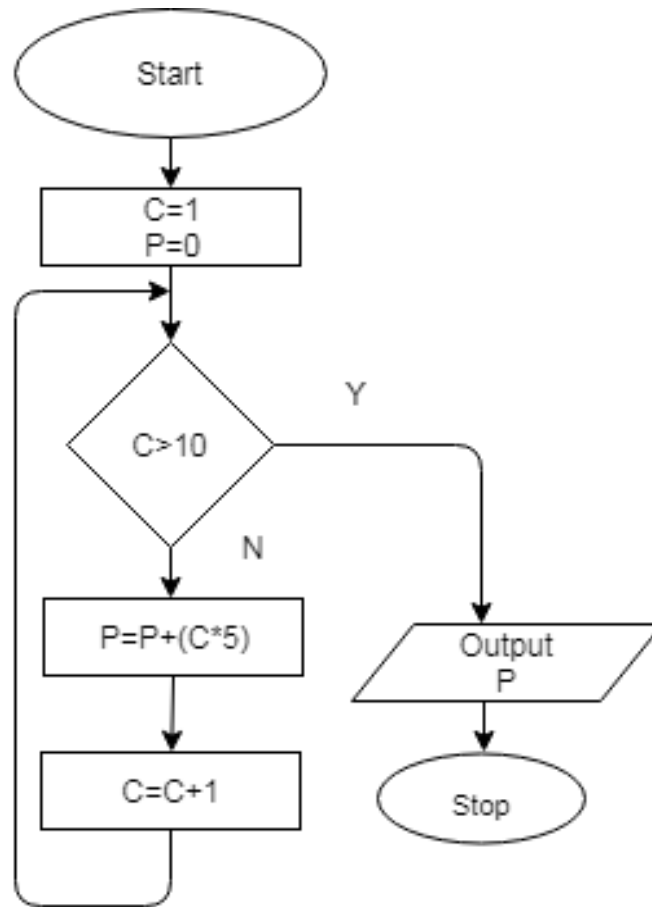 Start
C=1
P=0
C>10
Y
N
P=P+(C*5)
C=C+1
Output
P
Stop